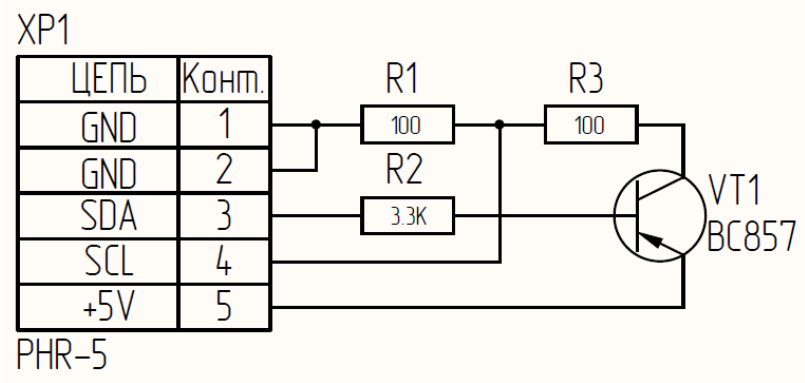 XP1
ЦЕПЬ Конт.
GND 1
GND 2
SDA 3
SCL 4
+5V 5
PHR-5
R1
100
R3
100
R2
3.3K
VT1
BC857